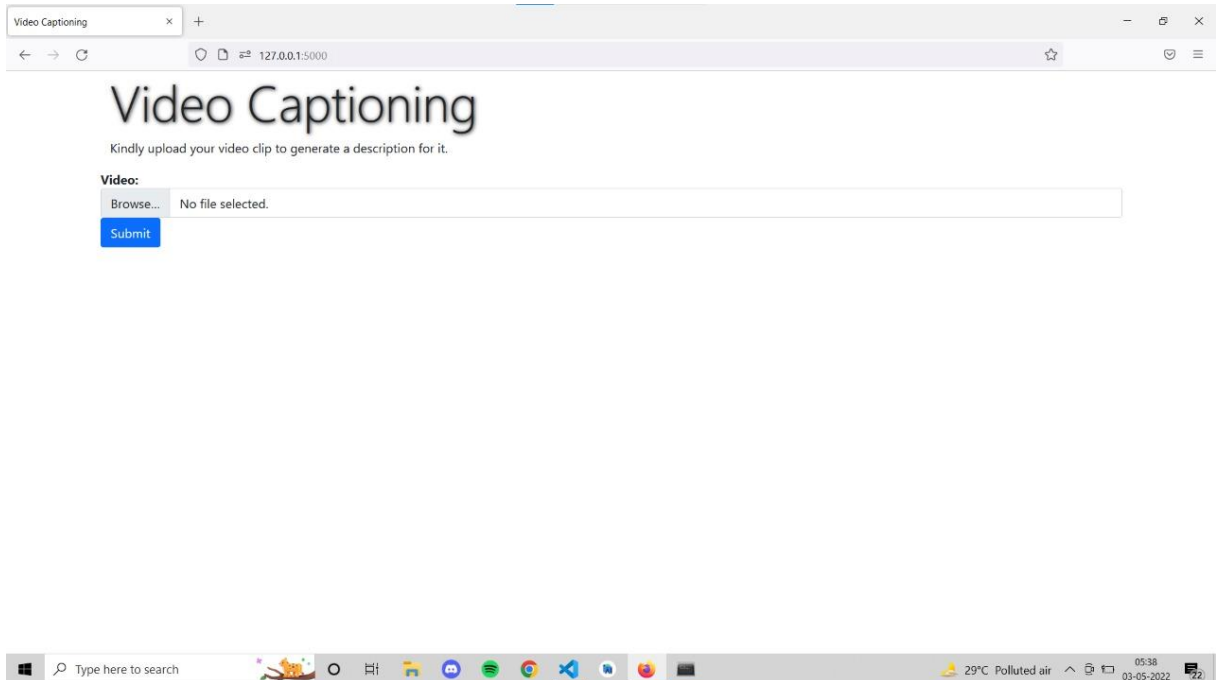 Video Captioning
127.0.0.1:5000
Video Captioning
Kindly upload your video clip to generate a description for it.
Video:
Browse... No file selected.
Submit
Type here to search
29°C Polluted air
05:38
03-05-2022
22